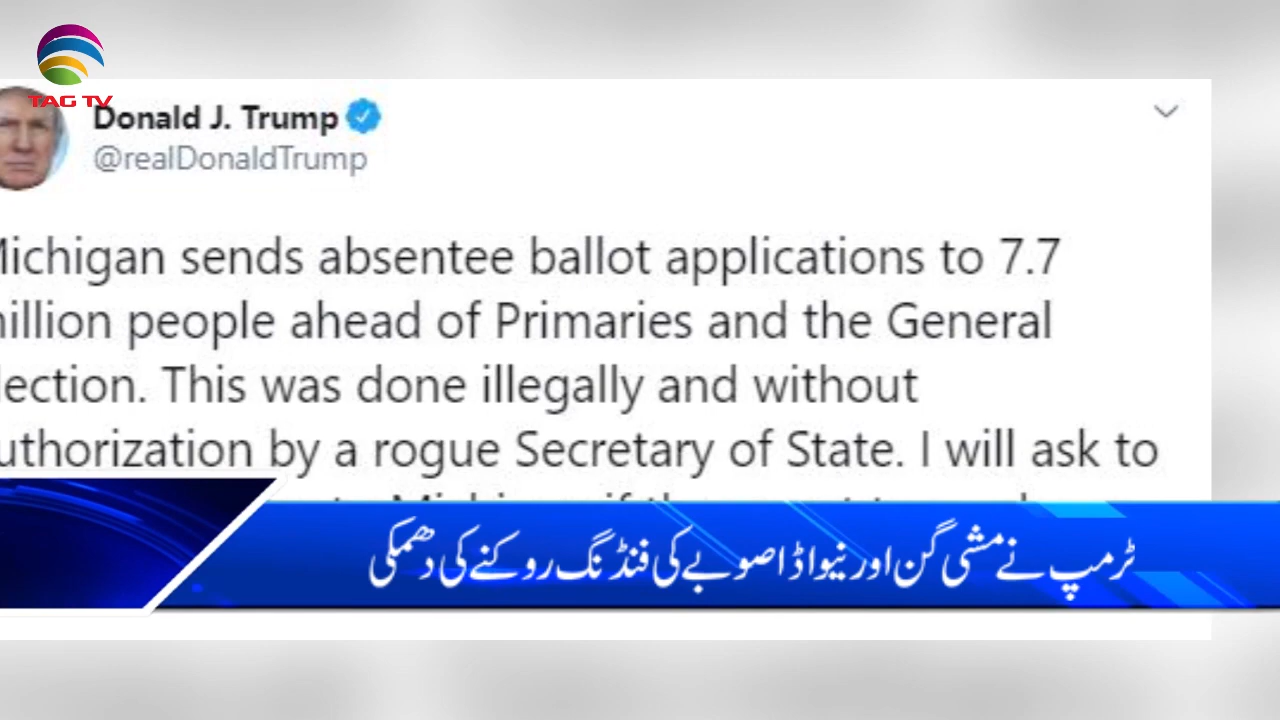 TAG TV
Donald J. Trump
@realDonaldTrump
ichigan sends absentee ballot applications to 7.7
illion people ahead of Primaries and the General
lection. This was done illegally and without
uthorization by a rogue Secretary of State. I will ask to
ٹرمپ نے مشی گن اور نیواڈا صوبے کی فنڈنگ روکنے کی دھمکی